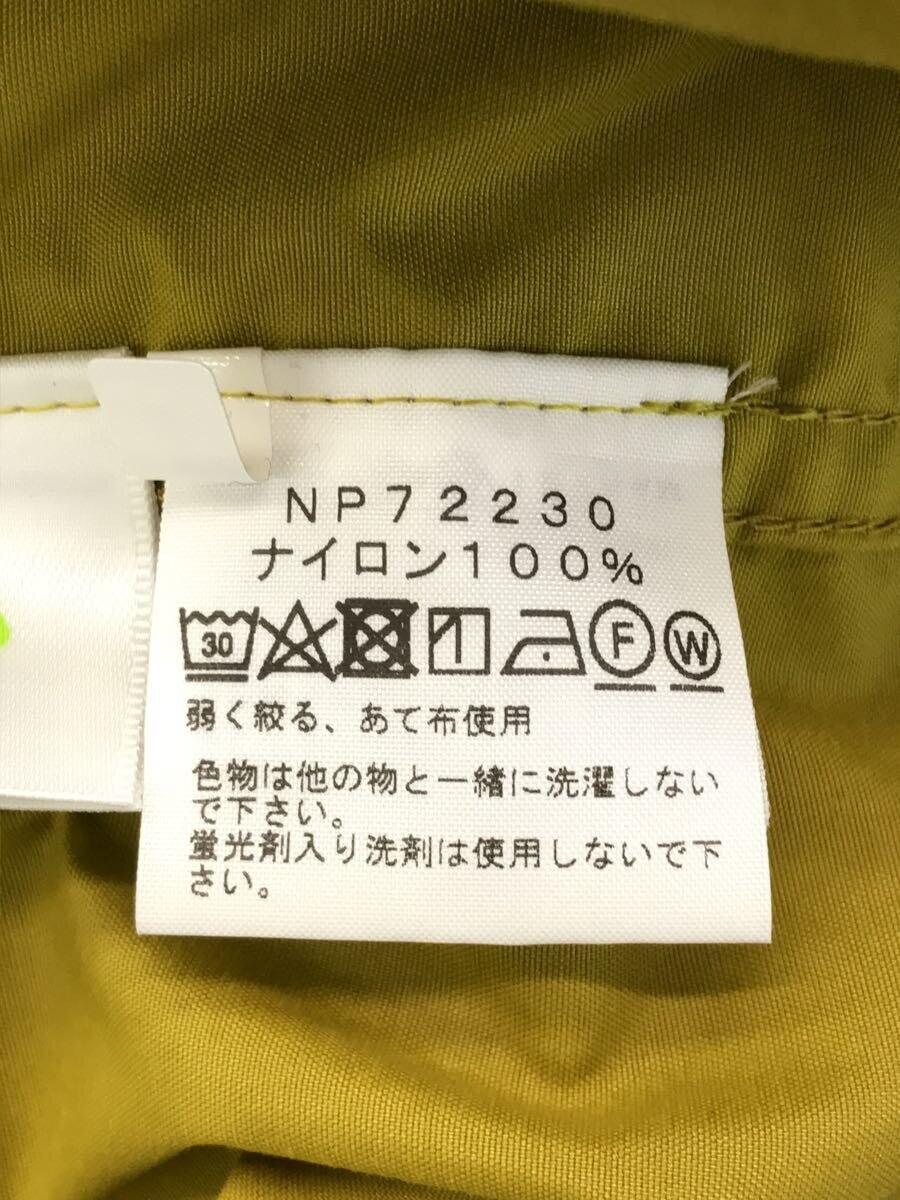 NP72230
ナイロン100%
30 F W
弱く絞る、あて布使用
色物は他の物と一緒に洗濯しない
で下さい。
蛍光剤入り洗剤は使用しないで下
さい。